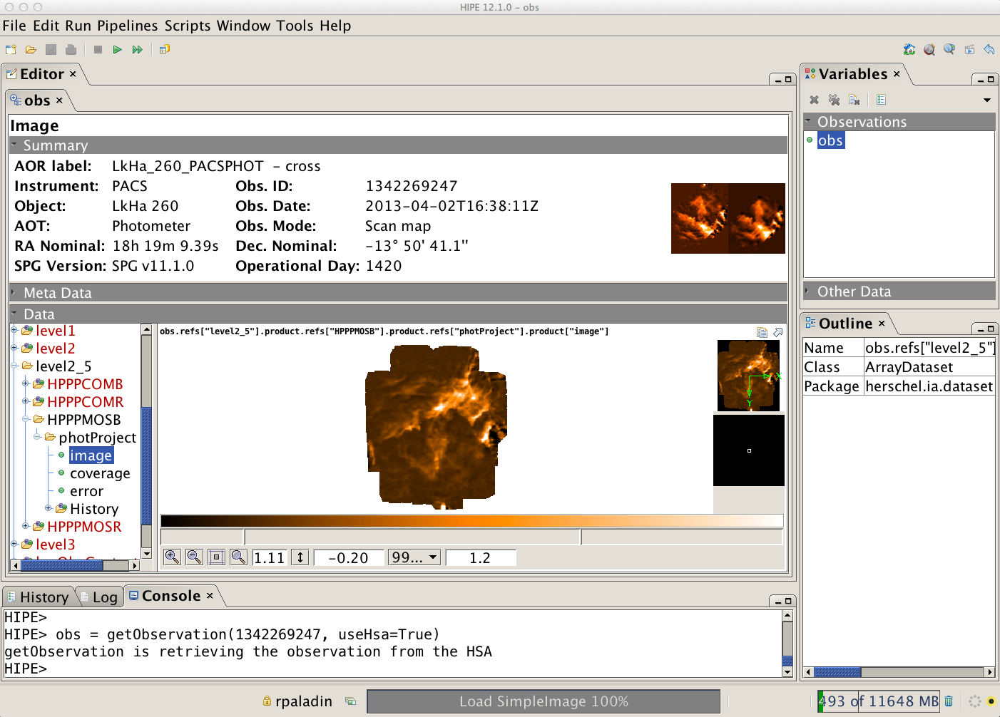 HIPE 12.1.0 - obs
File Edit Run Pipelines Scripts Window Tools Help
Editor ×
obs ×
Image
Summary
AOR label: LkHa_260_PACSPHOT - cross
Instrument: PACS Obs. ID: 1342269247
Object: LkHa 260 Obs. Date: 2013-04-02T16:38:11Z
AOT: Photometer Obs. Mode: Scan map
RA Nominal: 18h 19m 9.39s Dec. Nominal: -13° 50' 41.1"
SPG Version: SPG v11.1.0 Operational Day: 1420
Meta Data
Data
level1
level2
level2_5
HPPPCOMB
HPPPCOMR
HPPPMOSB
photProject
image
coverage
error
History
HPPPMOSR
level3
obs.refs["level2_5"].product.refs["HPPPMOSB"].product.refs["photProject"].product["image"]
X
Y
1.11 -0.20 99... 1.2
Variables ×
Observations
obs
Other Data
Outline ×
Name obs.refs["level2_5"]
Class ArrayDataset
Package herschel.ia.dataset
History Log Console ×
HIPE>
HIPE> obs = getObservation(1342269247, useHsa=True)
getObservation is retrieving the observation from the HSA
HIPE>
rpaladin Load SimpleImage 100% 493 of 11648 MB